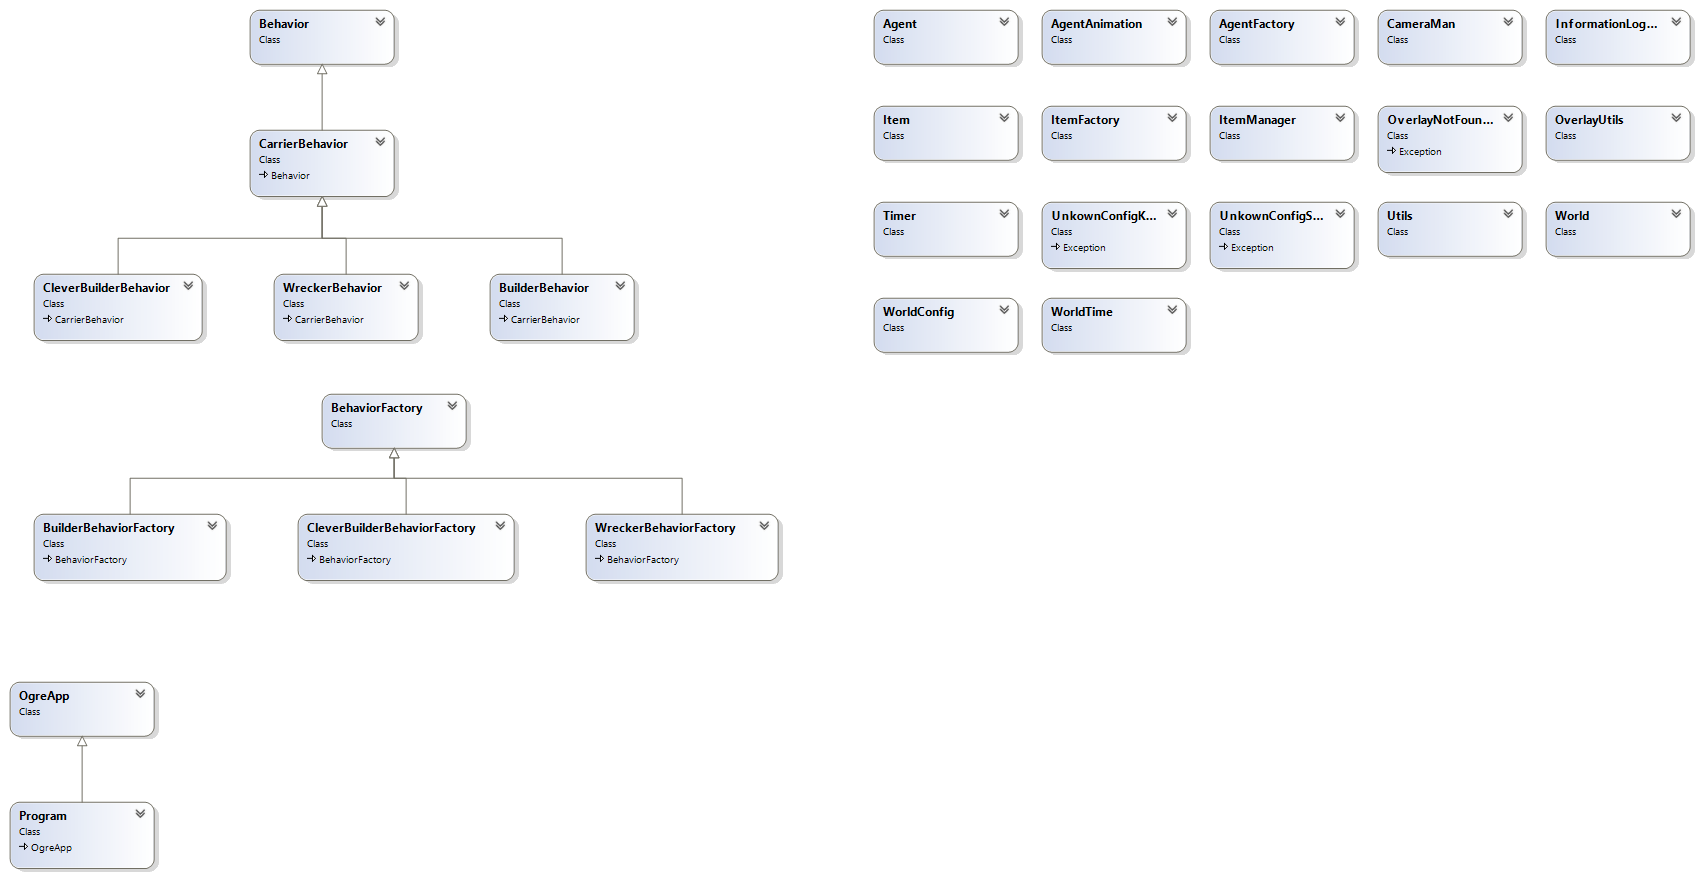 Behavior
Class
CarrierBehavior
Class
Behavior
CleverBuilderBehavior
Class
CarrierBehavior
WreckerBehavior
Class
CarrierBehavior
BuilderBehavior
Class
CarrierBehavior
BehaviorFactory
Class
BuilderBehaviorFactory
Class
BehaviorFactory
CleverBuilderBehaviorFactory
Class
BehaviorFactory
WreckerBehaviorFactory
Class
BehaviorFactory
OgreApp
Class
Program
Class
OgreApp
Agent
Class
AgentAnimation
Class
AgentFactory
Class
CameraMan
Class
InformationLog...
Class
Item
Class
ItemFactory
Class
ItemManager
Class
OverlayNotFoun...
Class
Exception
OverlayUtils
Class
Timer
Class
UnkownConfigK...
Class
Exception
UnkownConfigS...
Class
Exception
Utils
Class
World
Class
WorldConfig
Class
WorldTime
Class